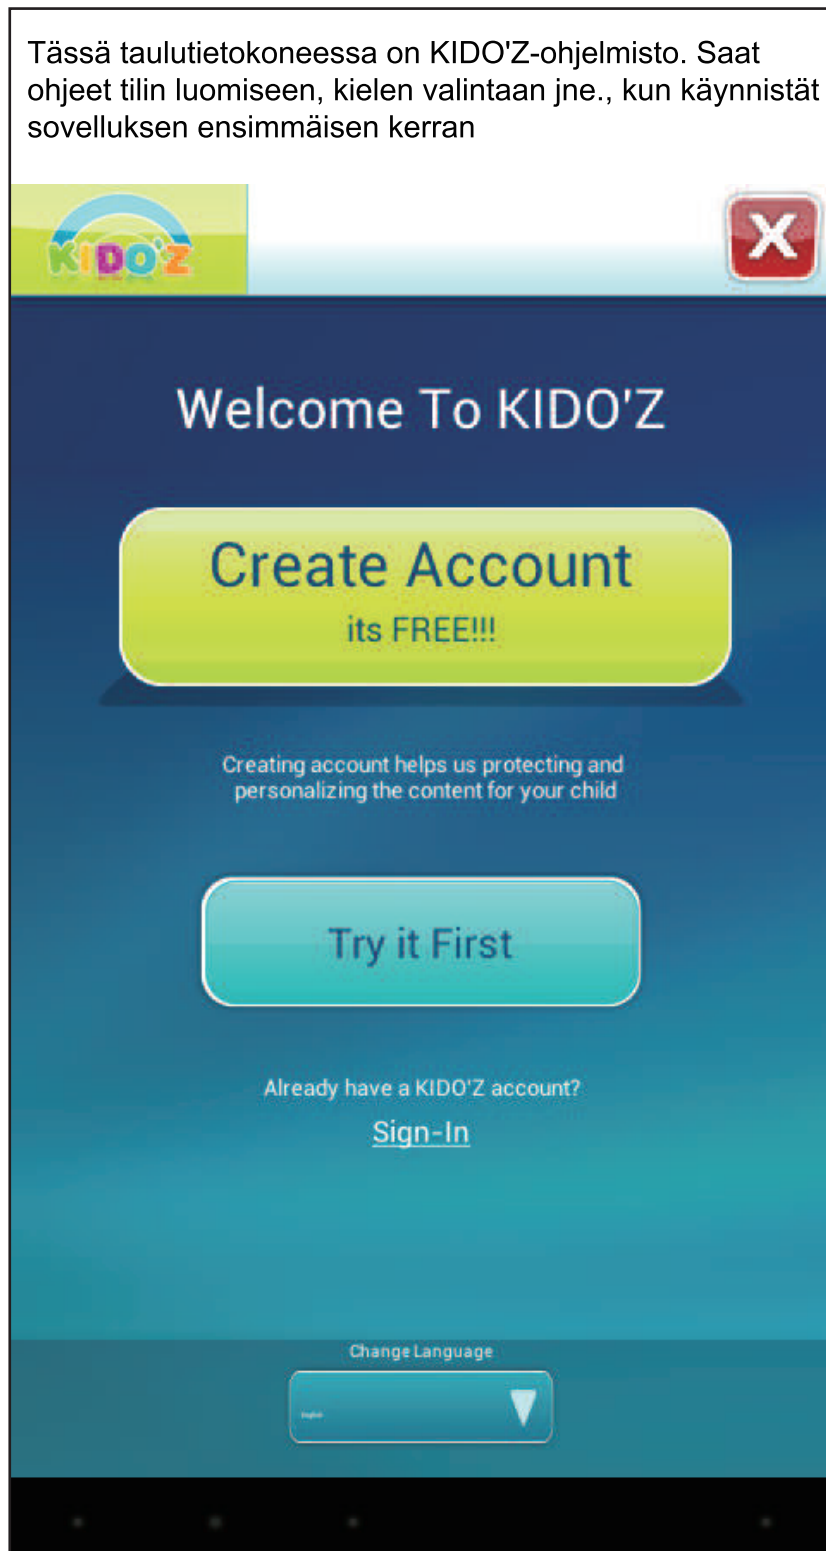 Tässä taulutietokoneessa on KIDO'Z-ohjelmisto. Saat
ohjeet tilin luomiseen, kielen valintaan jne., kun käynnistät
sovelluksen ensimmäisen kerran
KIDO'Z
X
Welcome To KIDO'Z
Create Account
its FREE!!!
Creating account helps us protecting and
personalizing the content for your child
Try it First
Already have a KIDO'Z account?
Sign-In
Change Language
English